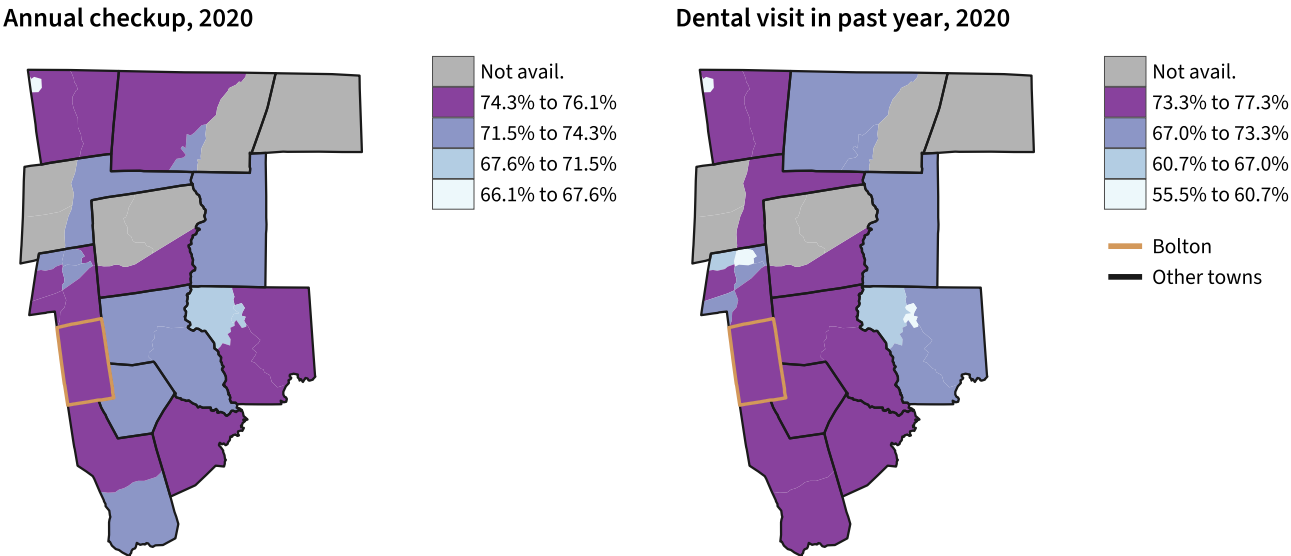 Annual checkup, 2020
Not avail.
74.3% to 76.1%
71.5% to 74.3%
67.6% to 71.5%
66.1% to 67.6%
Dental visit in past year, 2020
Not avail.
73.3% to 77.3%
67.0% to 73.3%
60.7% to 67.0%
55.5% to 60.7%
Bolton
Other towns